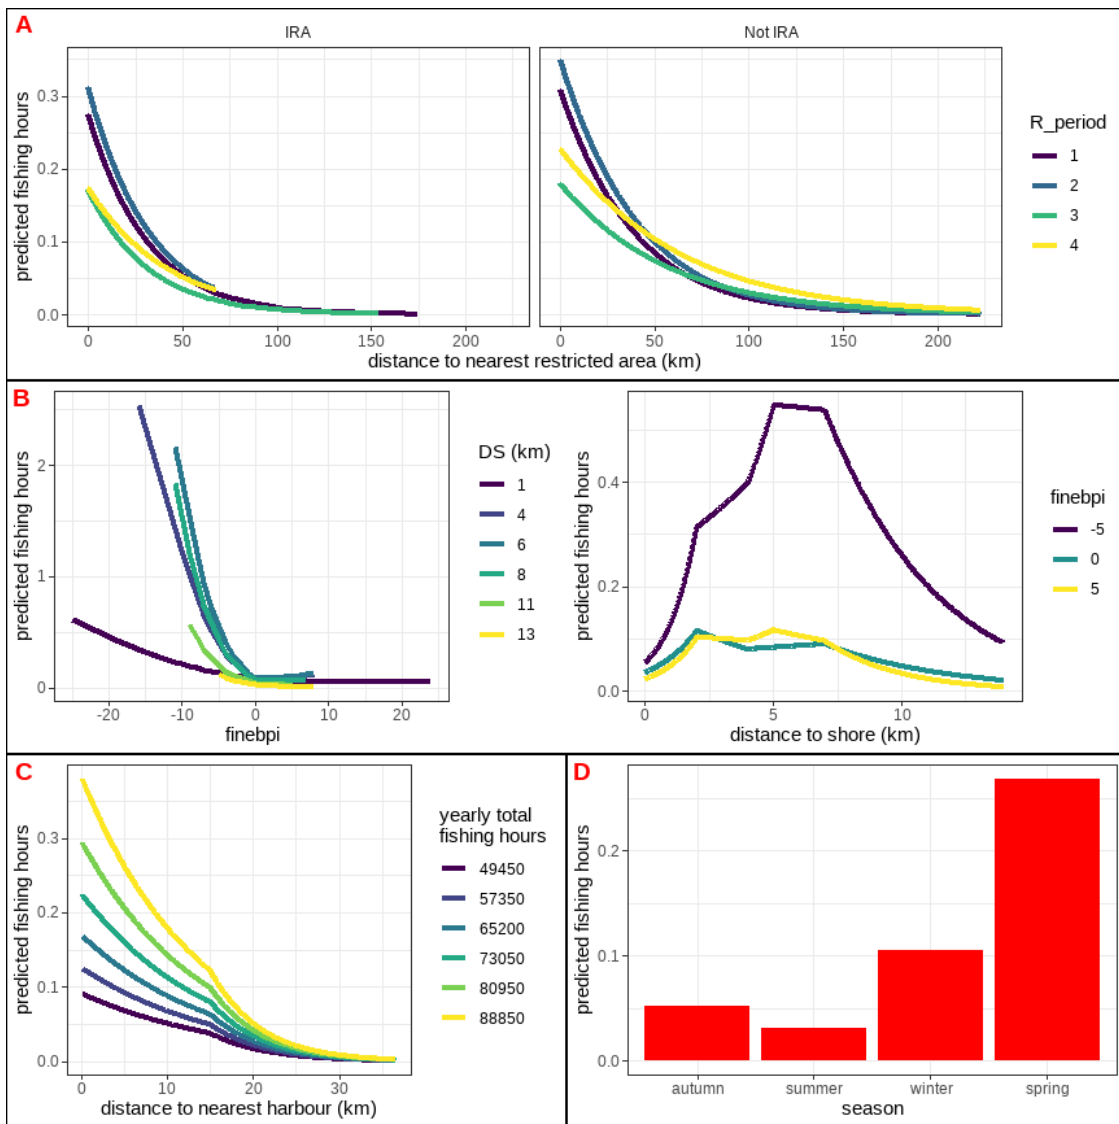 A
IRA
Not IRA
predicted fishing hours
0.3
0.2
0.1
0.0
0
50
100
150
200
0
50
100
150
200
distance to nearest restricted area (km)
R_period
1
2
3
4
B
predicted fishing hours
2
1
0
-20
-10
0
10
20
finebpi
DS (km)
1
4
6
8
11
13
predicted fishing hours
0.4
0.2
0.0
0
5
10
distance to shore (km)
finebpi
-5
0
5
C
predicted fishing hours
0.3
0.2
0.1
0.0
0
10
20
30
distance to nearest harbour (km)
yearly total
fishing hours
49450
57350
65200
73050
80950
88850
D
predicted fishing hours
0.2
0.1
0.0
autumn
summer
winter
spring
season